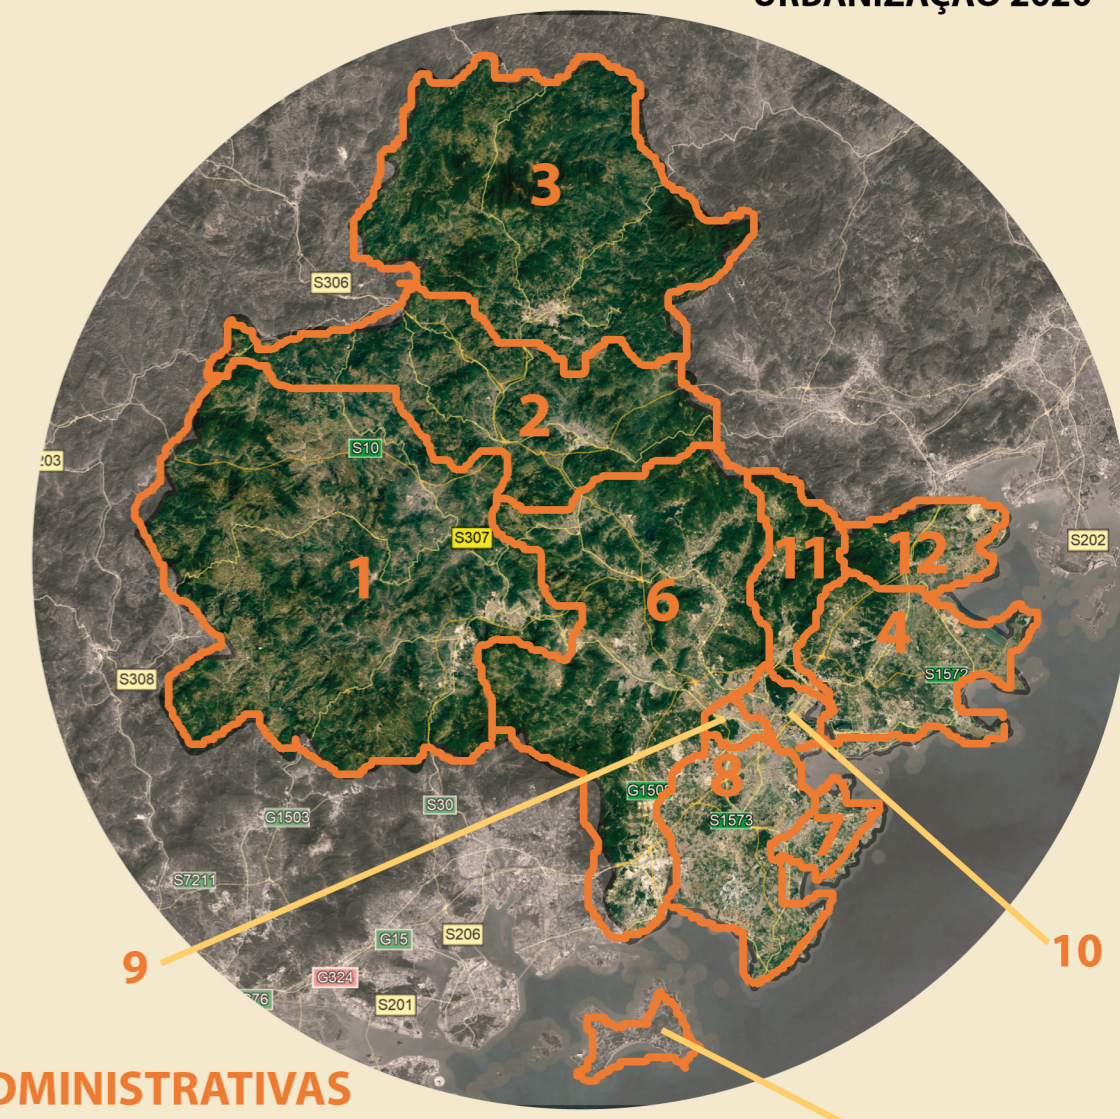 URBANIZAÇÃO 2020
3
S306
2
S10
203
S307
S202
1
11
12
6
4
S1572
S308
8
G150
S30
S1573
7
G1503
S7211
G15
S206
9
10
G324
G76
S201
DMINISTRATIVAS